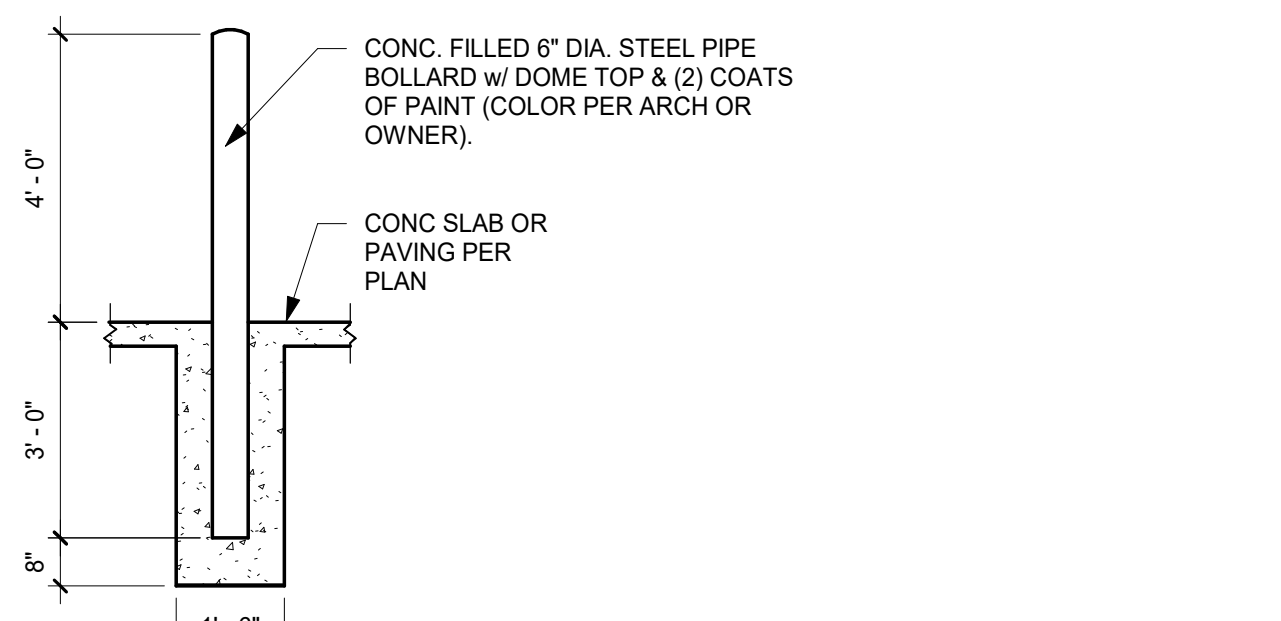 CONC. FILLED 6" DIA. STEEL PIPE
BOLLARD w/ DOME TOP & (2) COATS
OF PAINT (COLOR PER ARCH OR
OWNER).
4' - 0"
CONC SLAB OR
PAVING PER
PLAN
3' - 0"
8"